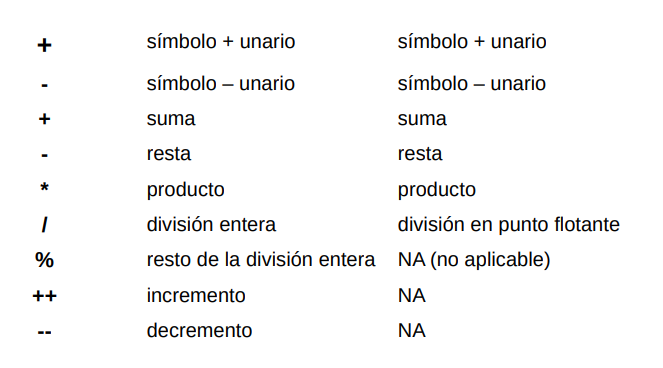 + símbolo + unario símbolo + unario
- símbolo – unario símbolo – unario
+ suma suma
- resta resta
* producto producto
/ división entera división en punto flotante
% resto de la división entera NA (no aplicable)
++ incremento NA
-- decremento NA